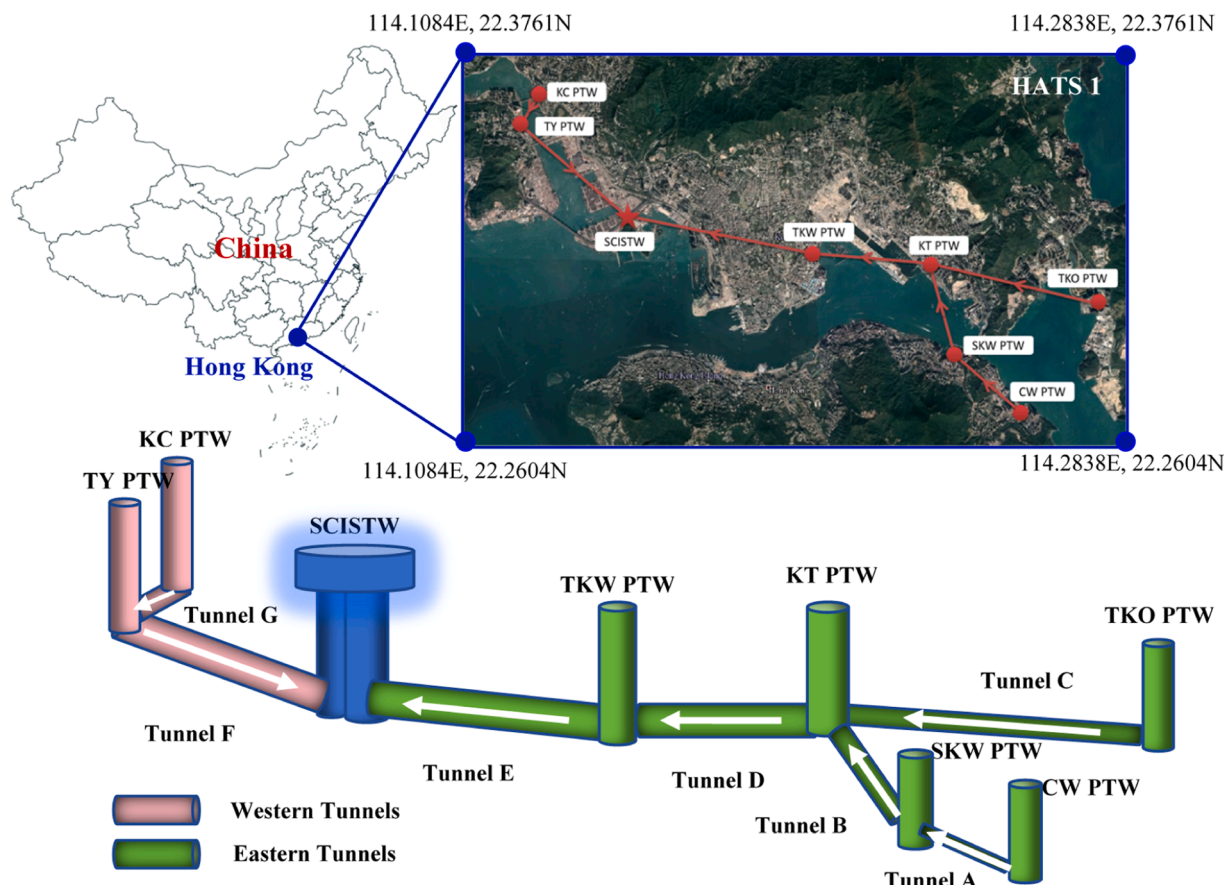 114.1084E, 22.3761N
114.2838E, 22.3761N
HATS 1
KC PTW
TY PTW
SCISTW
TKW PTW
KT PTW
TKO PTW
SKW PTW
CW PTW
China
Hong Kong
114.1084E, 22.2604N
114.2838E, 22.2604N
KC PTW
TY PTW
SCISTW
TKW PTW
KT PTW
TKO PTW
Tunnel G
Tunnel C
Tunnel F
SKW PTW
Tunnel E
Tunnel D
CW PTW
Western Tunnels
Tunnel B
Eastern Tunnels
Tunnel A